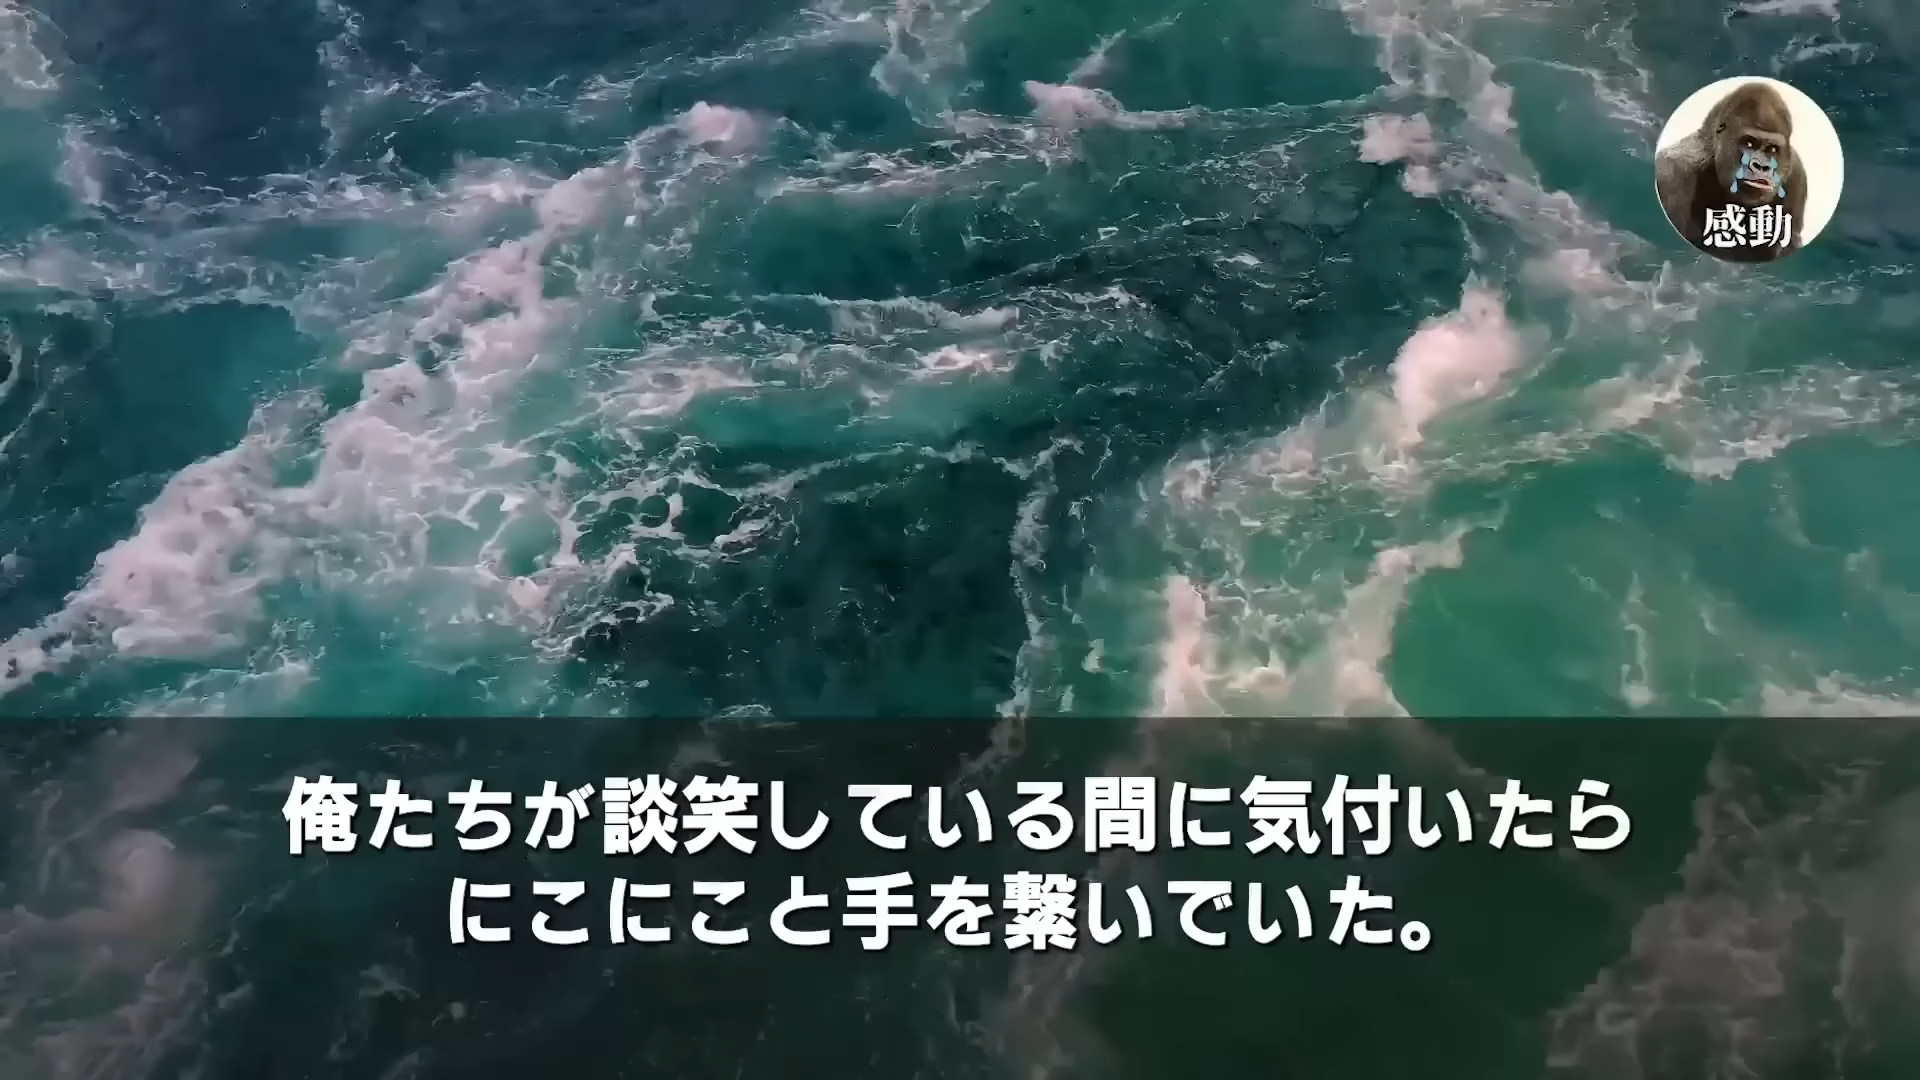 感動
俺たちが談笑している間に気付いたら
にこにこと手を繋いでいた。